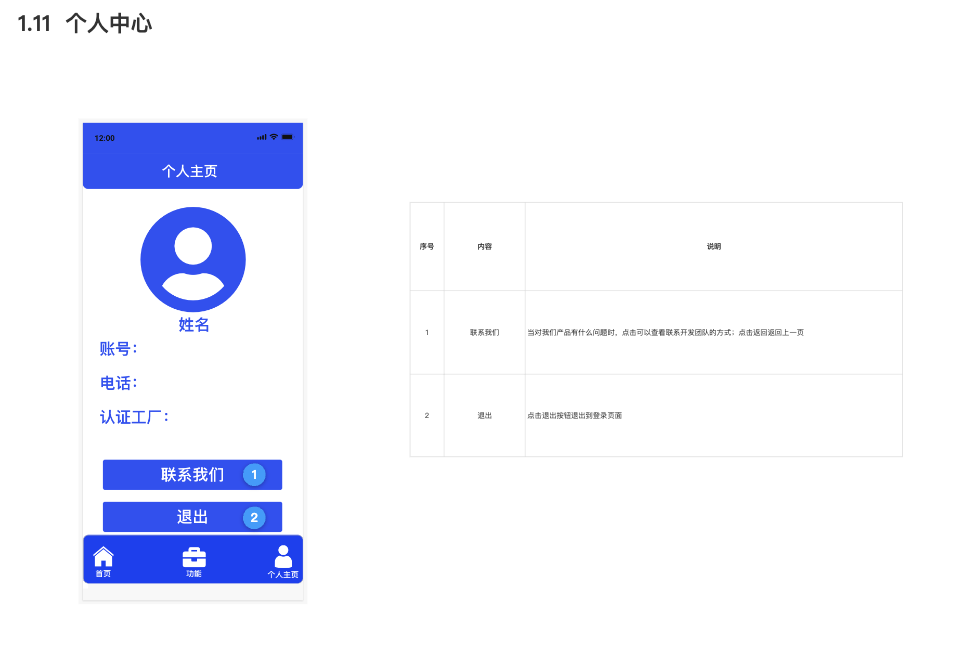 1.11 个人中心
12:00
个人主页
姓名
账号：
电话：
认证工厂：
联系我们 1
退出 2
首页 功能 个人主页
序号 内容 说明
1 联系我们 当对我们产品有什么问题时，点击可以查看联系开发团队的方式；点击返回返回上一页
2 退出 点击退出按钮退出到登录页面